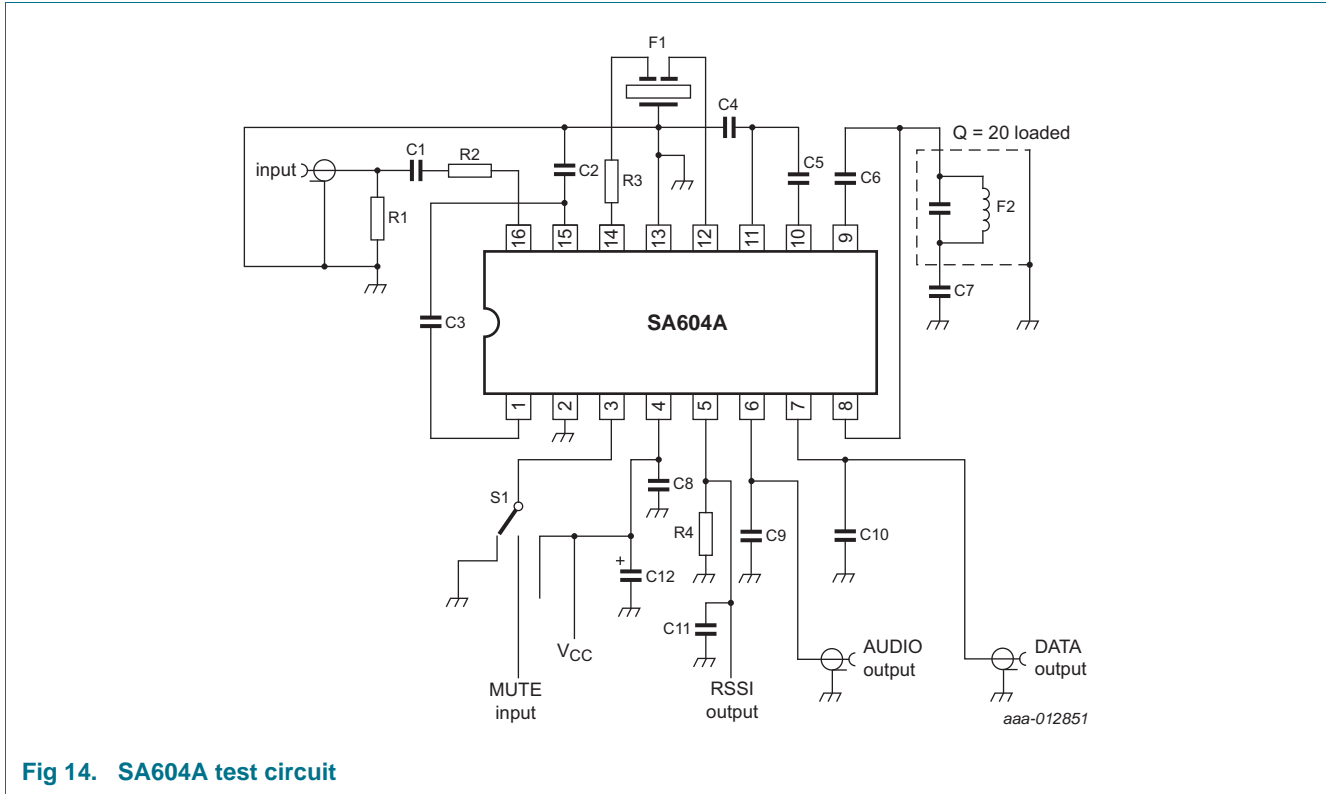 F1
C4
Q = 20 loaded
C1
R2
input
C2
R3
C5
C6
F2
R1
16
15
14
13
12
11
10
9
C7
C3
SA604A
1
2
3
4
5
6
7
8
S1
C8
R4
C9
C10
+
C12
C11
VCC
AUDIO
output
DATA
output
MUTE
input
RSSI
output
aaa-012851
Fig 14. SA604A test circuit